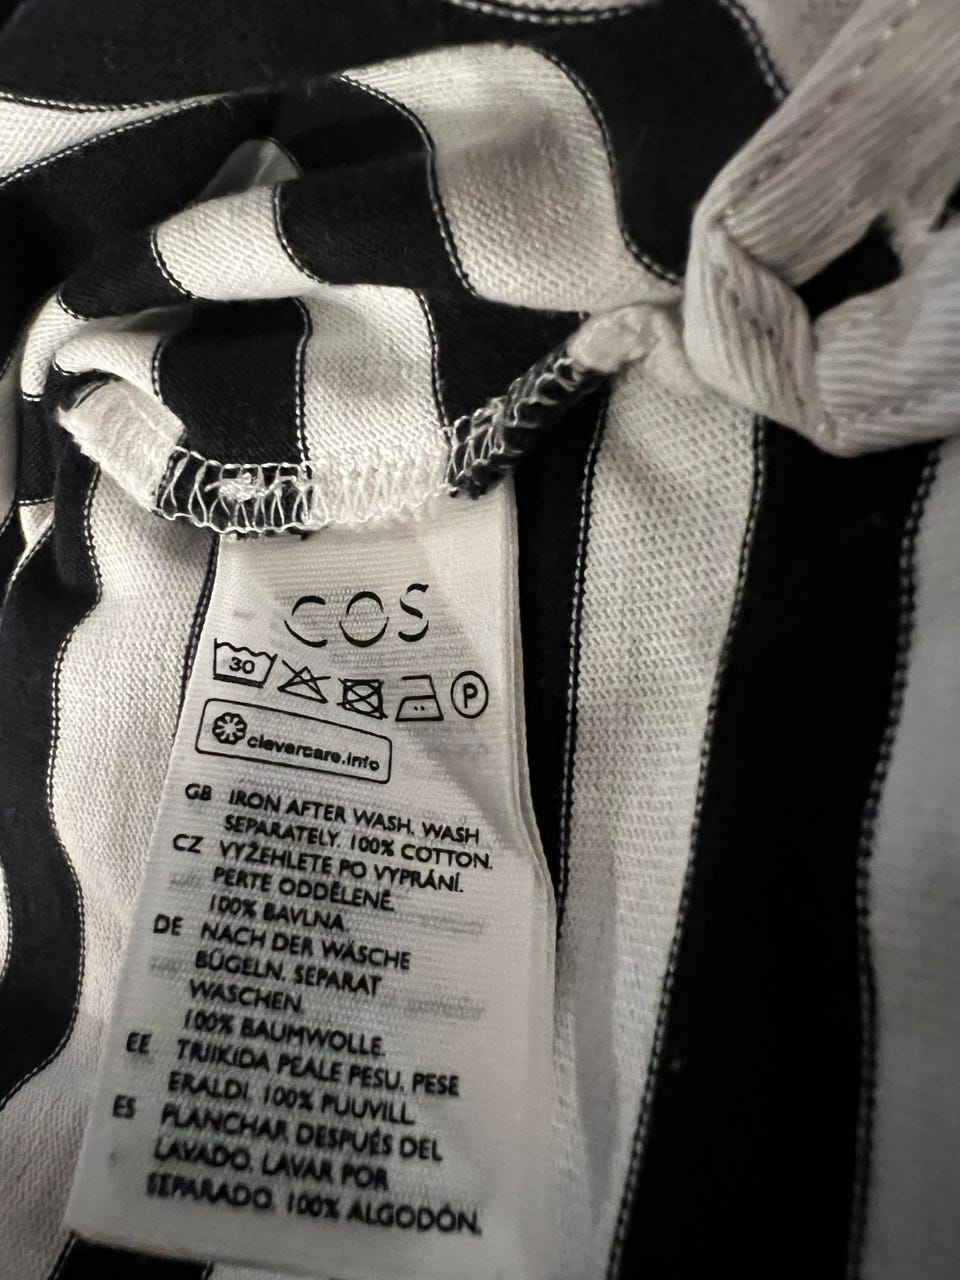 COS
30
P
clevercare.info
GB IRON AFTER WASH. WASH
SEPARATELY. 100% COTTON.
CZ VYŽEHLETE PO VYPRÁNÍ.
PERTE ODDĚLENĚ.
100% BAVLNA.
DE NACH DER WÄSCHE
BÜGELN. SEPARAT
WASCHEN.
100% BAUMWOLLE.
EE TRIIKIDA PEALE PESU. PESE
ERALDI. 100% PUUVILL
ES PLANCHAR DESPUÉS DEL
LAVADO. LAVAR POR
SEPARADO. 100% ALGODÓN.